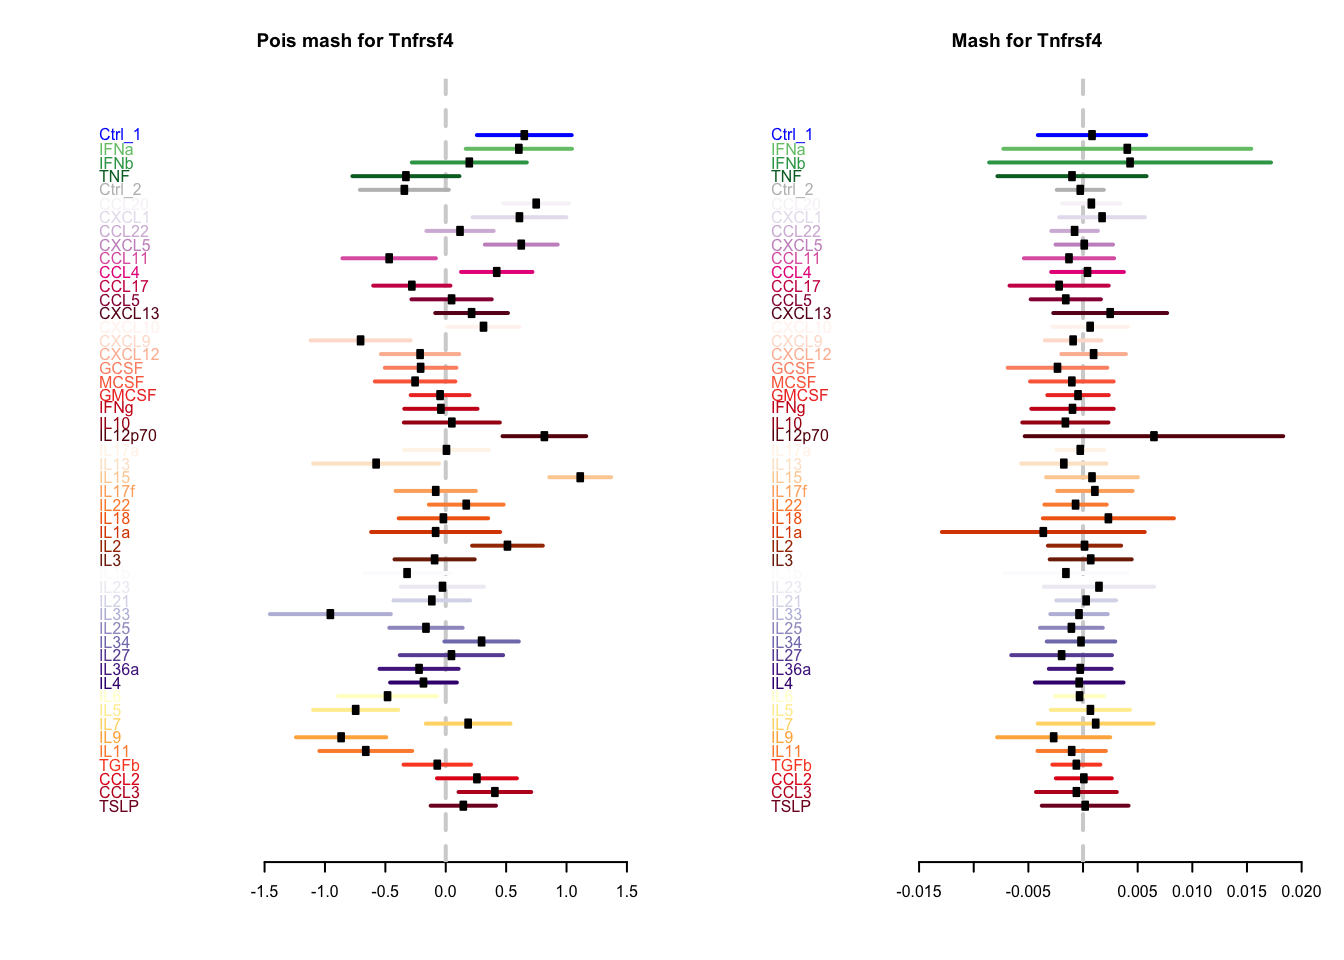 Pois mash for Tnfrsf4
Ctrl_1
IFNa
IFNb
TNF
Ctrl_2
CCL20
CXCL1
CCL22
CXCL5
CCL11
CCL4
CCL17
CCL5
CXCL13
CXCL10
CXCL9
CXCL12
GCSF
MCSF
GMCSF
IFNg
IL10
IL12p70
IL17a
IL13
IL15
IL17f
IL22
IL18
IL1a
IL2
IL3
IL23
IL21
IL33
IL25
IL34
IL27
IL36a
IL4
IL5
IL7
IL9
IL11
TGFb
CCL2
CCL3
TSLP
-1.5 -1.0 -0.5 0.0 0.5 1.0 1.5
Mash for Tnfrsf4
Ctrl_1
IFNa
IFNb
TNF
Ctrl_2
CCL20
CXCL1
CCL22
CXCL5
CCL11
CCL4
CCL17
CCL5
CXCL13
CXCL10
CXCL9
CXCL12
GCSF
MCSF
GMCSF
IFNg
IL10
IL12p70
IL17a
IL13
IL15
IL17f
IL22
IL18
IL1a
IL2
IL3
IL23
IL21
IL33
IL25
IL34
IL27
IL36a
IL4
IL5
IL7
IL9
IL11
TGFb
CCL2
CCL3
TSLP
-0.015 -0.005 0.005 0.010 0.015 0.020